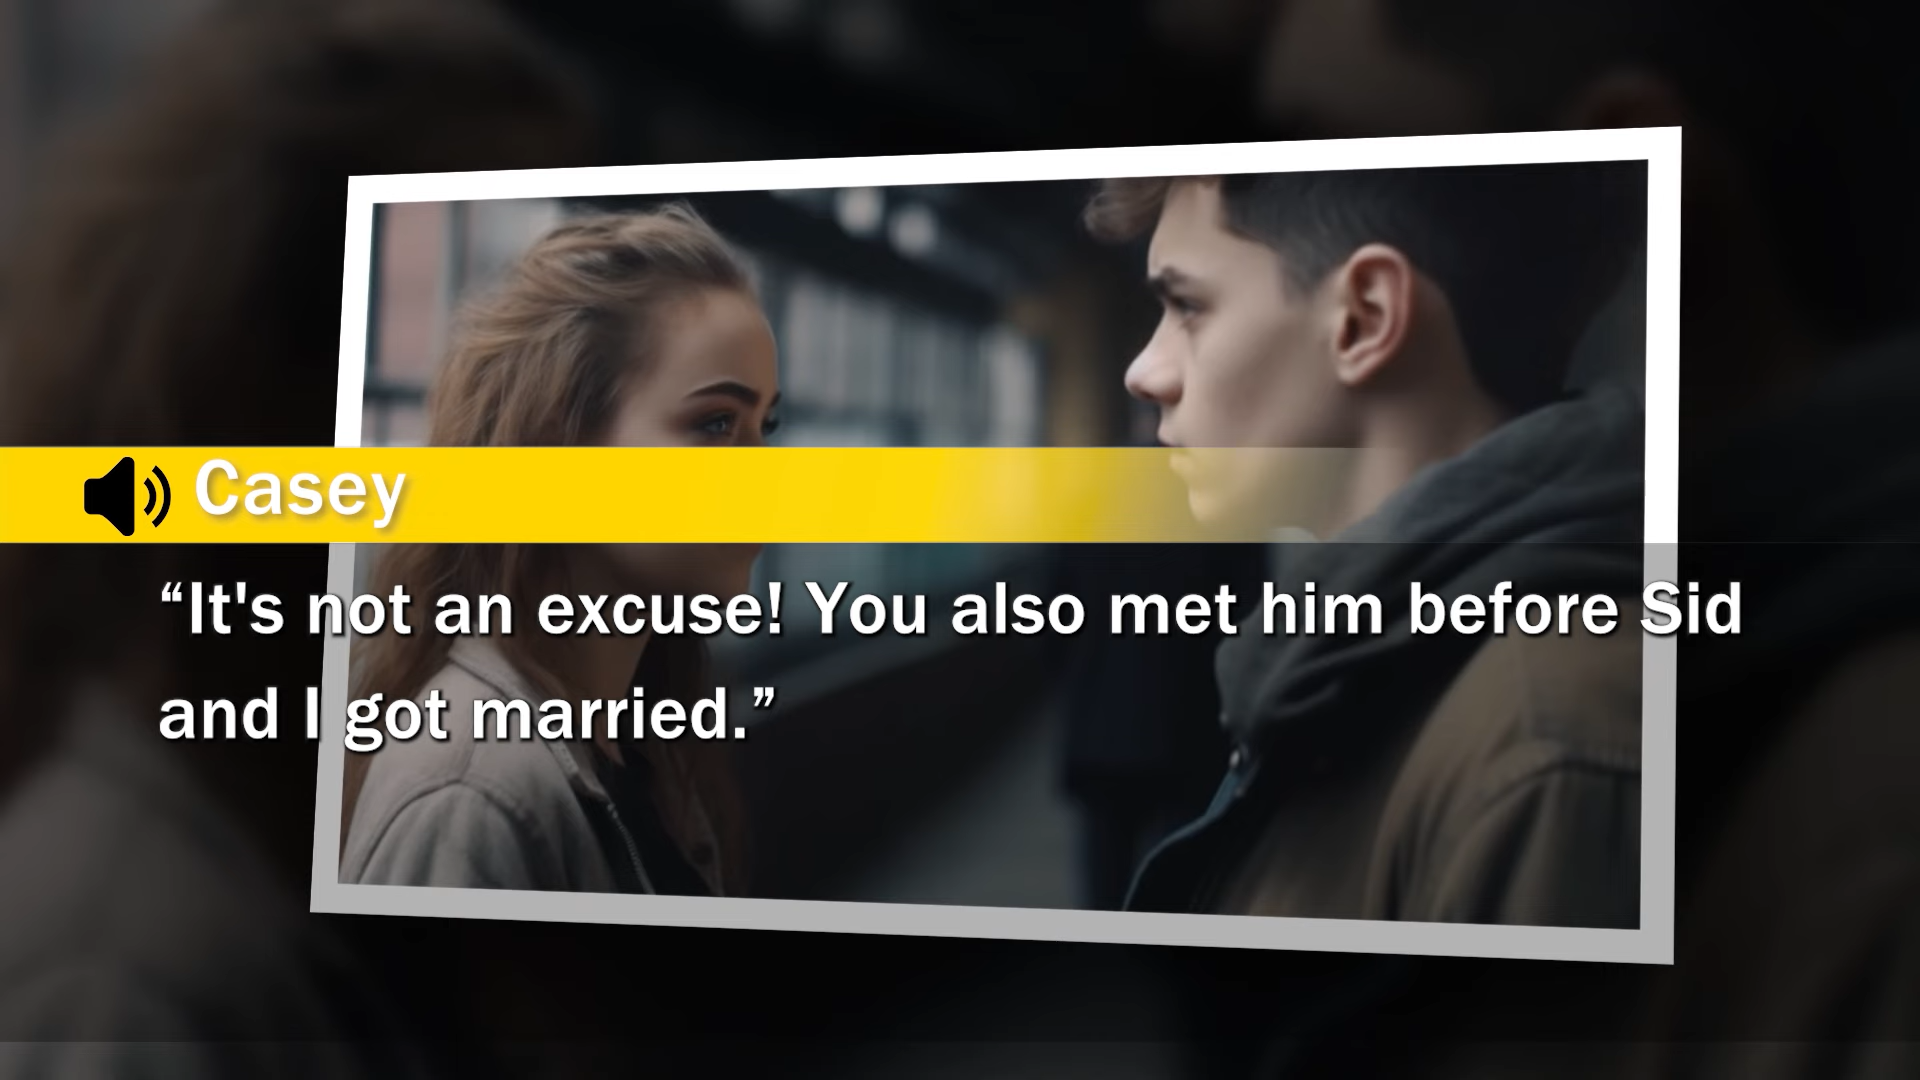 Casey
“It's not an excuse! You also met him before Sid
and I got married.”